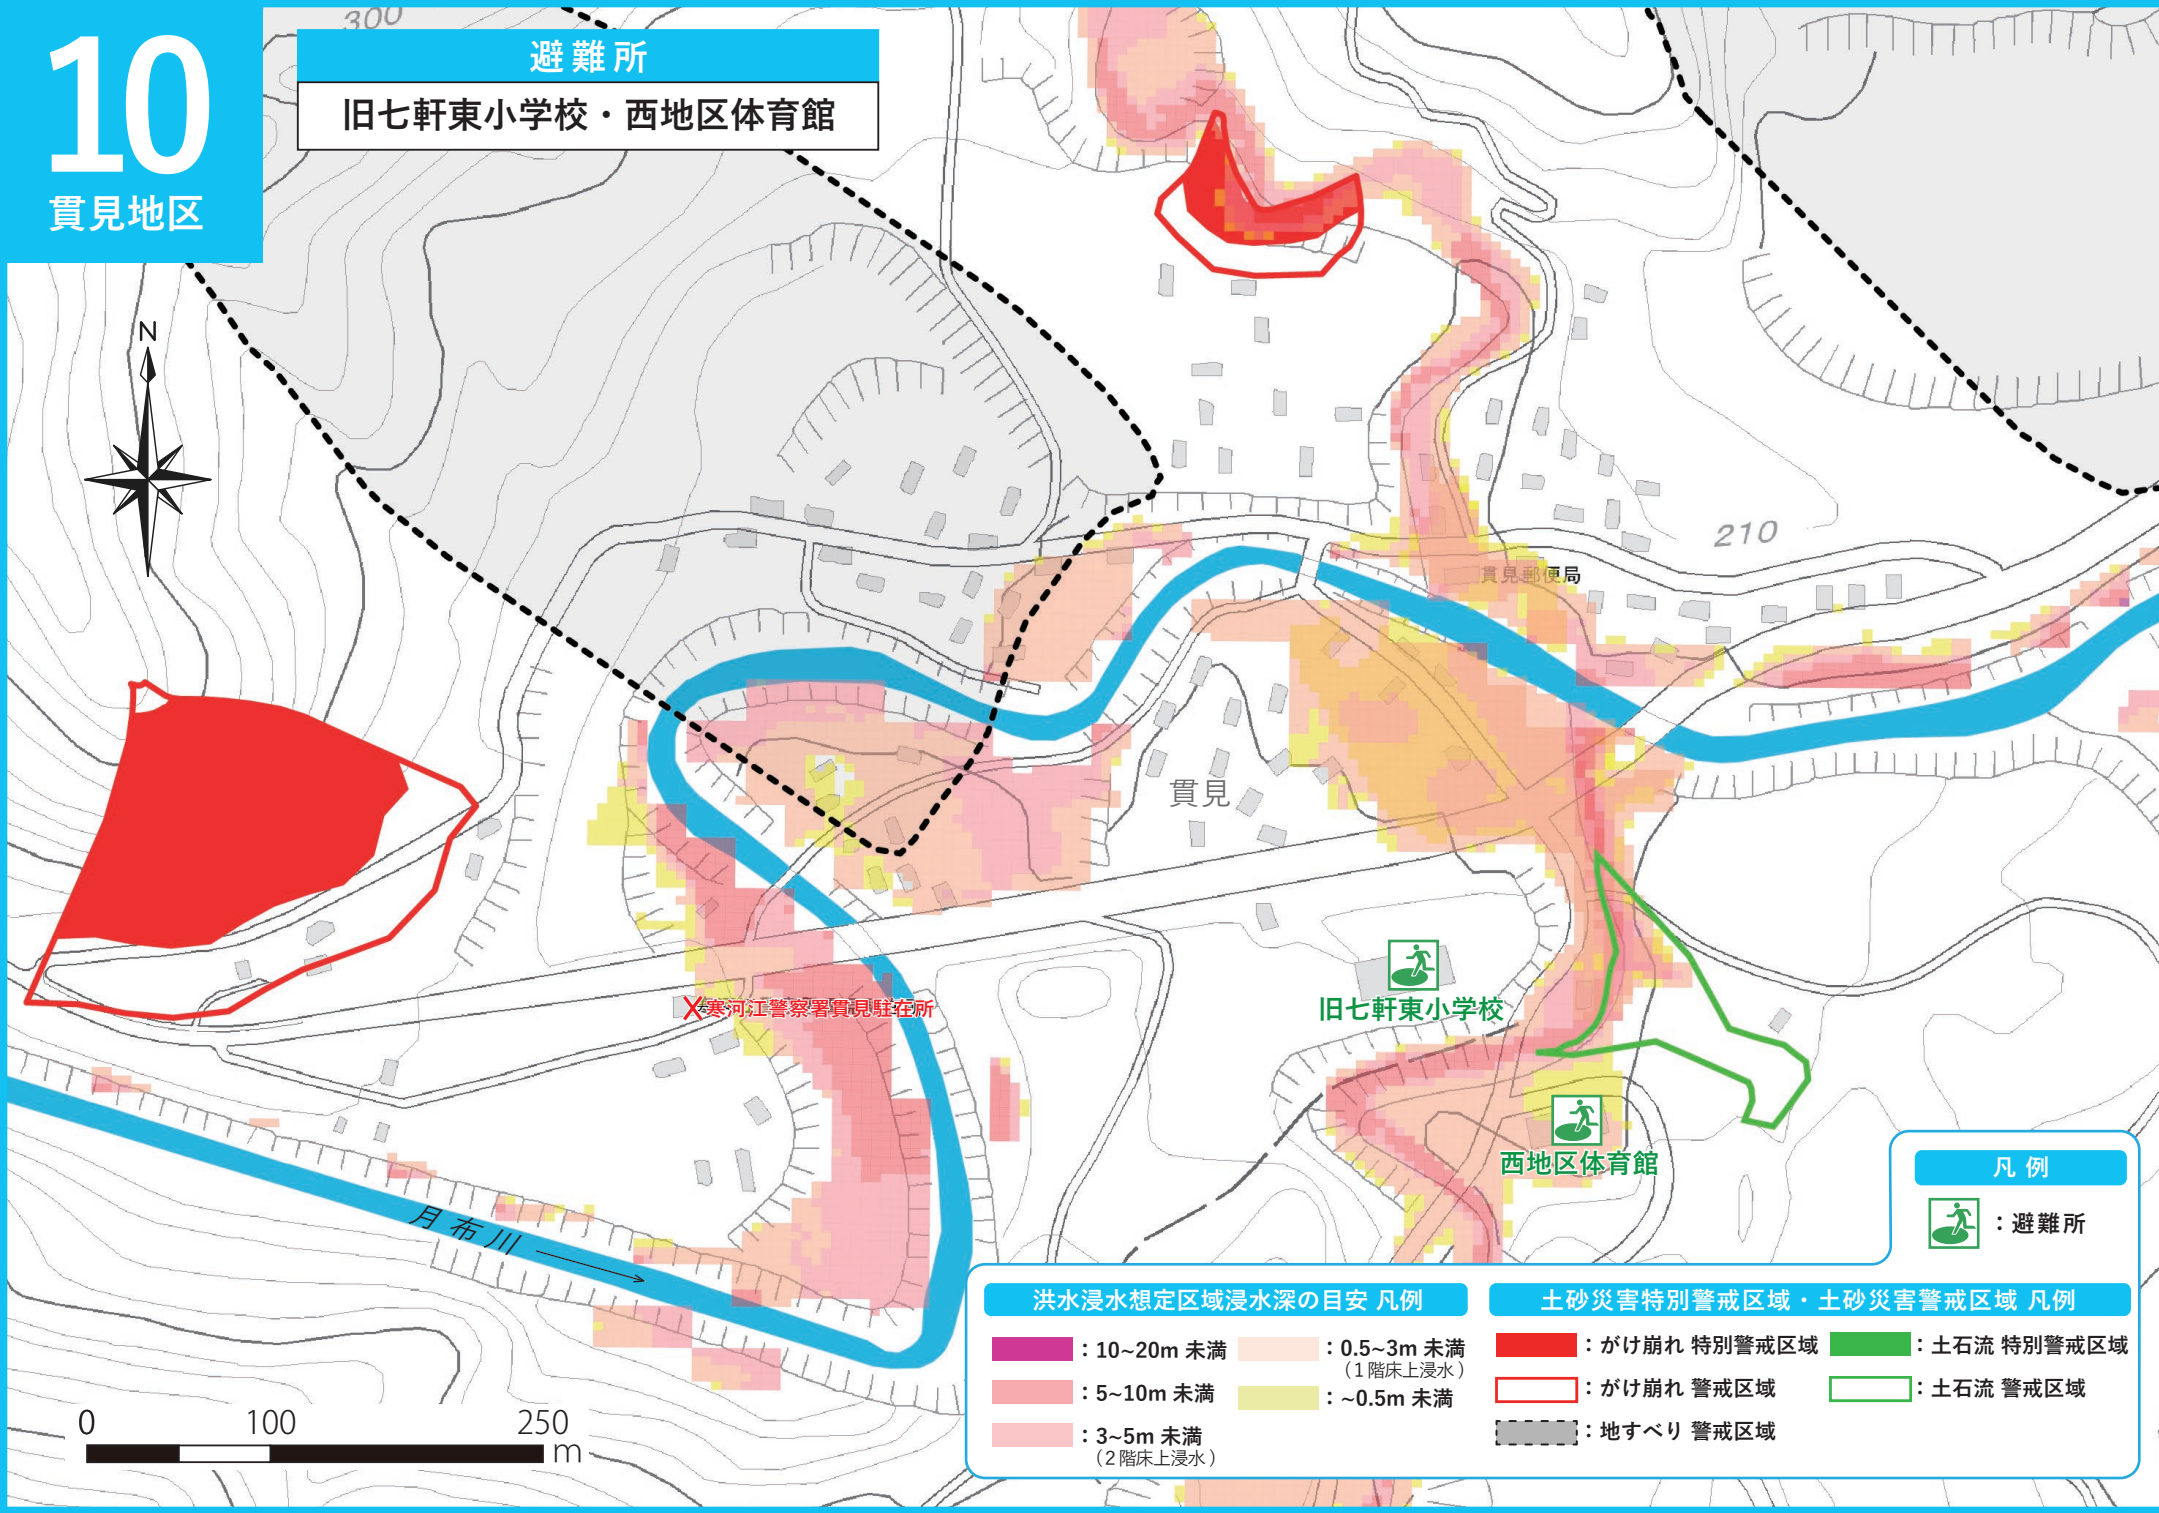 10
貫見地区
避難所
旧七軒東小学校・西地区体育館
300
N
210
貫見郵便局
貫見
旧七軒東小学校
寒河江警察署貫見駐在所
西地区体育館
月布川
凡例
：避難所
洪水浸水想定区域浸水深の目安 凡例
：10~20m 未満
：0.5~3m 未満
（1階床上浸水）
：5~10m 未満
：~0.5m 未満
：3~5m 未満
（2階床上浸水）
土砂災害特別警戒区域・土砂災害警戒区域 凡例
：がけ崩れ 特別警戒区域
：土石流 特別警戒区域
：がけ崩れ 警戒区域
：土石流 警戒区域
：地すべり 警戒区域
0 100 250
m